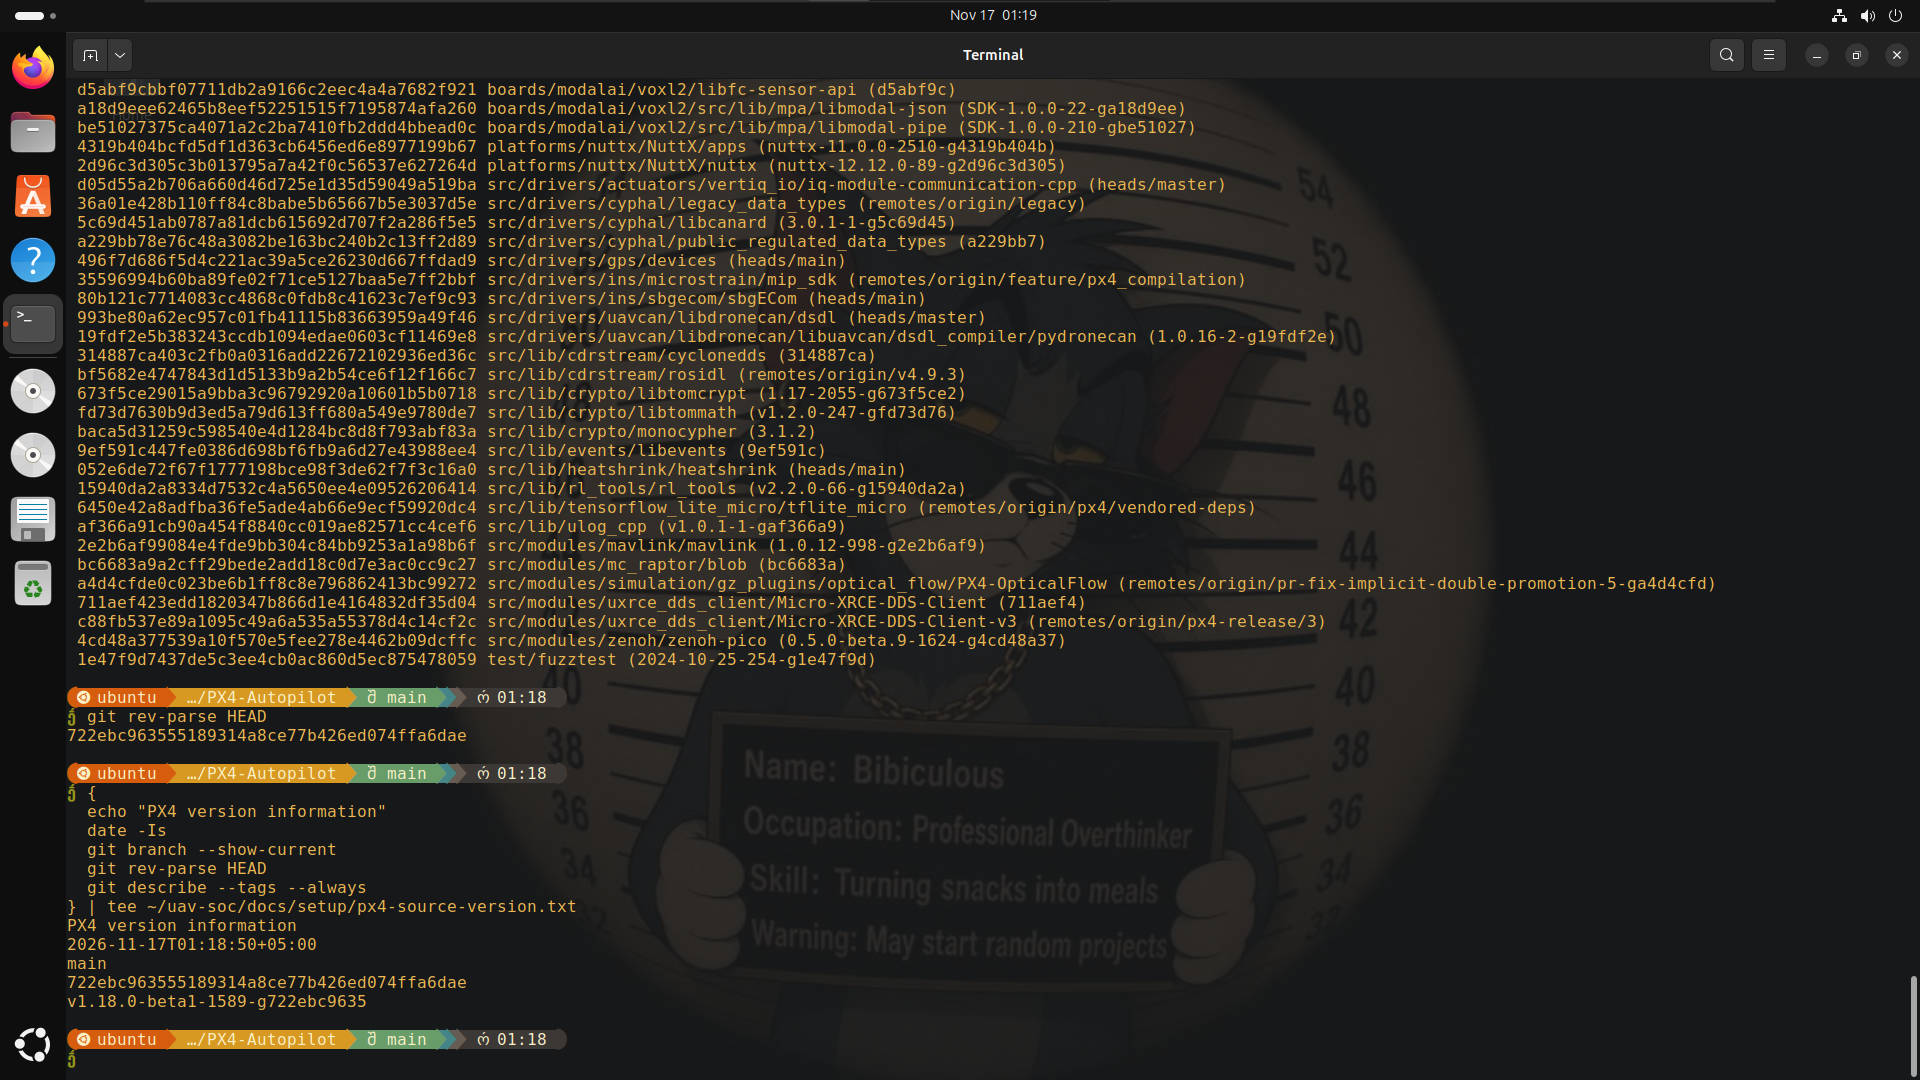 Nov 17 01:19
Terminal
d5abf9cbbf07711db2a9166c2eec4a4a7682f921 boards/modalai/voxl2/libfc-sensor-api (d5abf9c)
a18d9eee62465b8eef52251515f7195874afa260 boards/modalai/voxl2/src/lib/mpa/libmodal-json (SDK-1.0.0-22-ga18d9ee)
be51027375ca4071a2c2ba7410fb2ddd4bbead0c boards/modalai/voxl2/src/lib/mpa/libmodal-pipe (SDK-1.0.0-210-gbe51027)
4319b404bcfd5df1d363cb6456ed6e8977199b67 platforms/nuttx/NuttX/apps (nuttx-11.0.0-2510-g4319b404b)
2d96c3d305c3b013795a7a42f0c56537e627264d platforms/nuttx/NuttX/nuttx (nuttx-12.12.0-89-g2d96c3d305)
d05d55a2b706a660d46d725e1d35d59049a519ba src/drivers/actuators/vertiq_io/iq-module-communication-cpp (heads/master)
36a01e428b110ff84c8babe5b65667b5e3037d5e src/drivers/cyphal/legacy_data_types (remotes/origin/legacy)
5c69d451ab0787a81dcb615692d707f2a286f5e5 src/drivers/cyphal/libcanard (3.0.1-1-g5c69d45)
a229bb78e76c48a3082be163bc240b2c13ff2d89 src/drivers/cyphal/public_regulated_data_types (a229bb7)
496f7d686f5d4c221ac39a5ce26230d667ffdad9 src/drivers/gps/devices (heads/main)
35596994b60ba89fe02f71ce5127baa5e7ff2bbf src/drivers/ins/microstrain/mip_sdk (remotes/origin/feature/px4_compilation)
80b121c7714083cc4868c0fdb8c41623c7ef9c93 src/drivers/ins/sbgecom/sbgECom (heads/main)
993be80a62ec957c01fb41115b83663959a49f46 src/drivers/uavcan/libdronecan/dsdl (heads/master)
19fdf2e5b383243ccdb1094edae0603cf11469e8 src/drivers/uavcan/libdronecan/libuavcan/dsdl_compiler/pydronecan (1.0.16-2-g19fdf2e)
314887ca403c2fb0a0316add22672102936ed36c src/lib/cdrstream/cyclonedds (314887ca)
bf5682e4747843d1d5133b9a2b54ce6f12f166c7 src/lib/cdrstream/rosidl (remotes/origin/v4.9.3)
673f5ce29015a9bba3c96792920a10601b5b0718 src/lib/crypto/libtomcrypt (1.17-2055-g673f5ce2)
fd73d7630b9d3ed5a79d613ff680a549e9780de7 src/lib/crypto/libtommath (v1.2.0-247-gfd73d76)
baca5d31259c598540e4d1284bc8d8f793abf83a src/lib/crypto/monocypher (3.1.2)
9ef591c447fe0386d698bf6fb9a6d27e43988ee4 src/lib/events/libevents (9ef591c)
052e6de72f67f1777198bce98f3de62f7f3c16a0 src/lib/heatshrink/heatshrink (heads/main)
15940da2a8334d7532c4a5650ee4e09526206414 src/lib/rl_tools/rl_tools (v2.2.0-66-g15940da2a)
6450e42a8adfba36fe5ade4ab66e9ecf59920dc4 src/lib/tensorflow_lite_micro/tflite_micro (remotes/origin/px4/vendored-deps)
af366a91cb90a454f8840cc019ae82571cc4cef6 src/lib/ulog_cpp (v1.0.1-1-gaf366a9)
2e2b6af99084e4fde9bb304c84bb9253a1a98b6f src/modules/mavlink/mavlink (1.0.12-998-g2e2b6af9)
bc6683a9a2cff29bede2add18c0d7e3ac0cc9c27 src/modules/mc_raptor/blob (bc6683a)
a4d4cfde0c023be6b1ff8c8e796862413bc99272 src/modules/simulation/gz_plugins/optical_flow/PX4-OpticalFlow (remotes/origin/pr-fix-implicit-double-promotion-5-ga4d4cfd)
711aef423edd1820347b866d1e4164832df35d04 src/modules/uxrce_dds_client/Micro-XRCE-DDS-Client (711aef4)
c88fb537e89a1095c49a6a535a55378d4c14cf2c src/modules/uxrce_dds_client/Micro-XRCE-DDS-Client-v3 (remotes/origin/px4-release/3)
4cd48a377539a10f570e5fee278e4462b09dcffc src/modules/zenoh/zenoh-pico (0.5.0-beta.9-1624-g4cd48a37)
1e47f9d7437de5c3ee4cb0ac860d5ec875478059 test/fuzztest (2024-10-25-254-g1e47f9d)
ubuntu …/PX4-Autopilot main 01:18
git rev-parse HEAD
722ebc963555189314a8ce77b426ed074ffa6dae
ubuntu …/PX4-Autopilot main 01:18
{
echo "PX4 version information"
date -Is
git branch --show-current
git rev-parse HEAD
git describe --tags --always
} | tee ~/uav-soc/docs/setup/px4-source-version.txt
PX4 version information
2026-11-17T01:18:50+05:00
main
722ebc963555189314a8ce77b426ed074ffa6dae
v1.18.0-beta1-1589-g722ebc9635
ubuntu …/PX4-Autopilot main 01:18
54
52
50
48
46
44
42
40 40
38 38
36 36
34 34
32 32
Name: Bibiculous
Occupation: Professional Overthinker
Skill: Turning snacks into meals
Warning: May start random projects